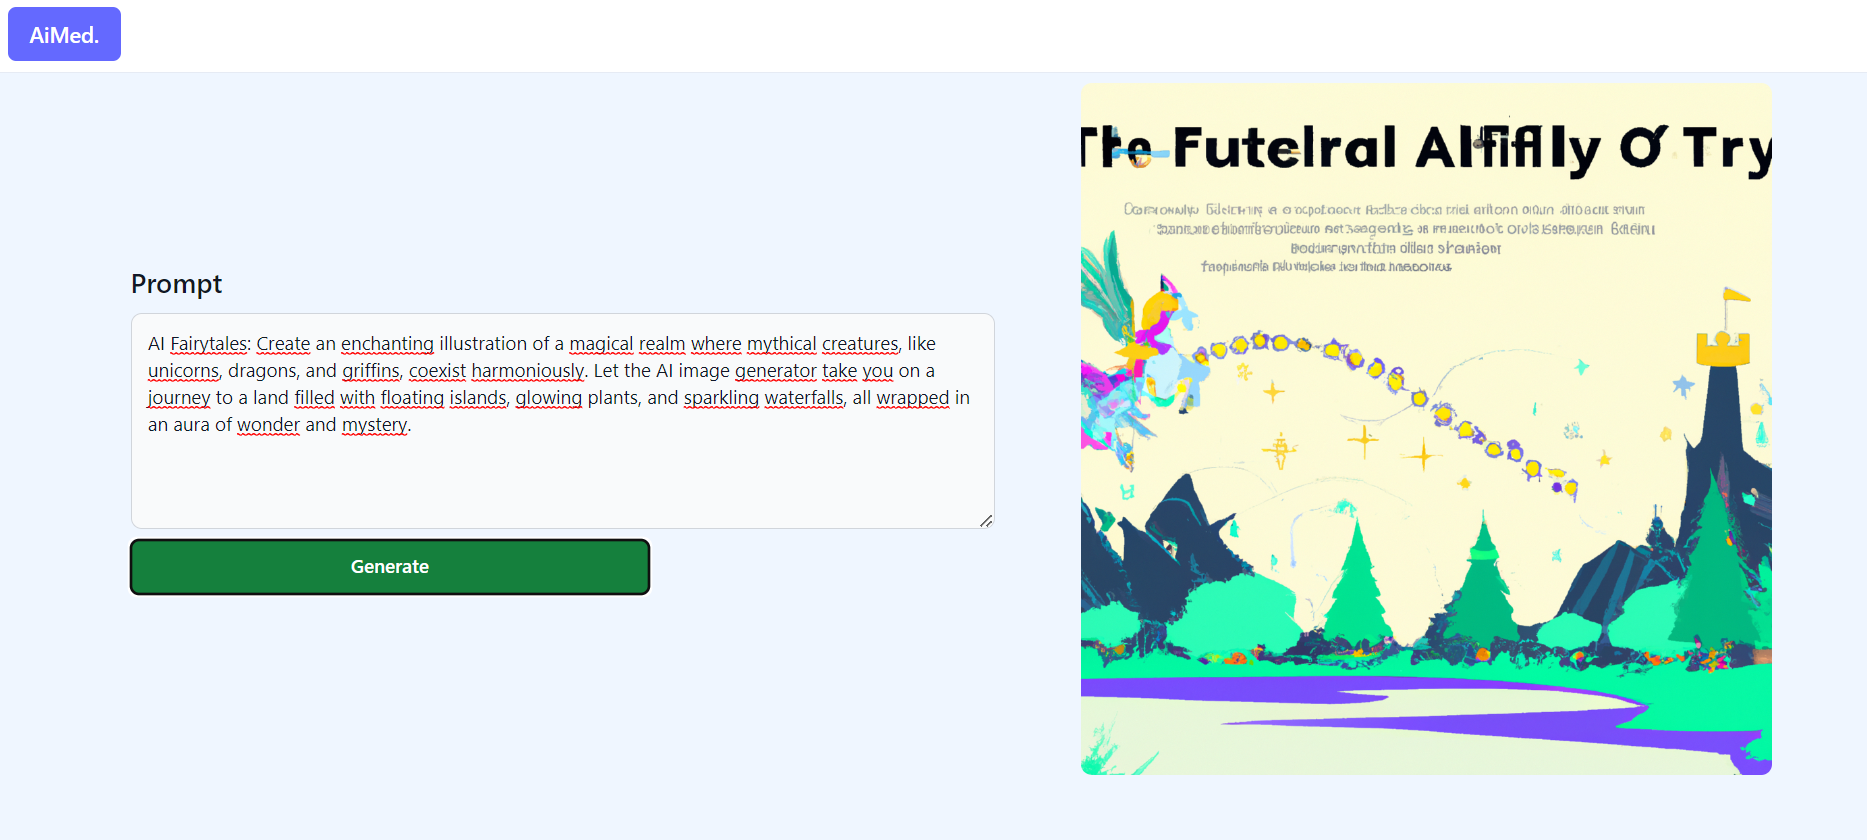 AiMed.
Prompt
AI Fairytales: Create an enchanting illustration of a magical realm where mythical creatures, like
unicorns, dragons, and griffins, coexist harmoniously. Let the AI image generator take you on a
journey to a land filled with floating islands, glowing plants, and sparkling waterfalls, all wrapped in
an aura of wonder and mystery.
Generate
The Futelral Alfifilly O Try